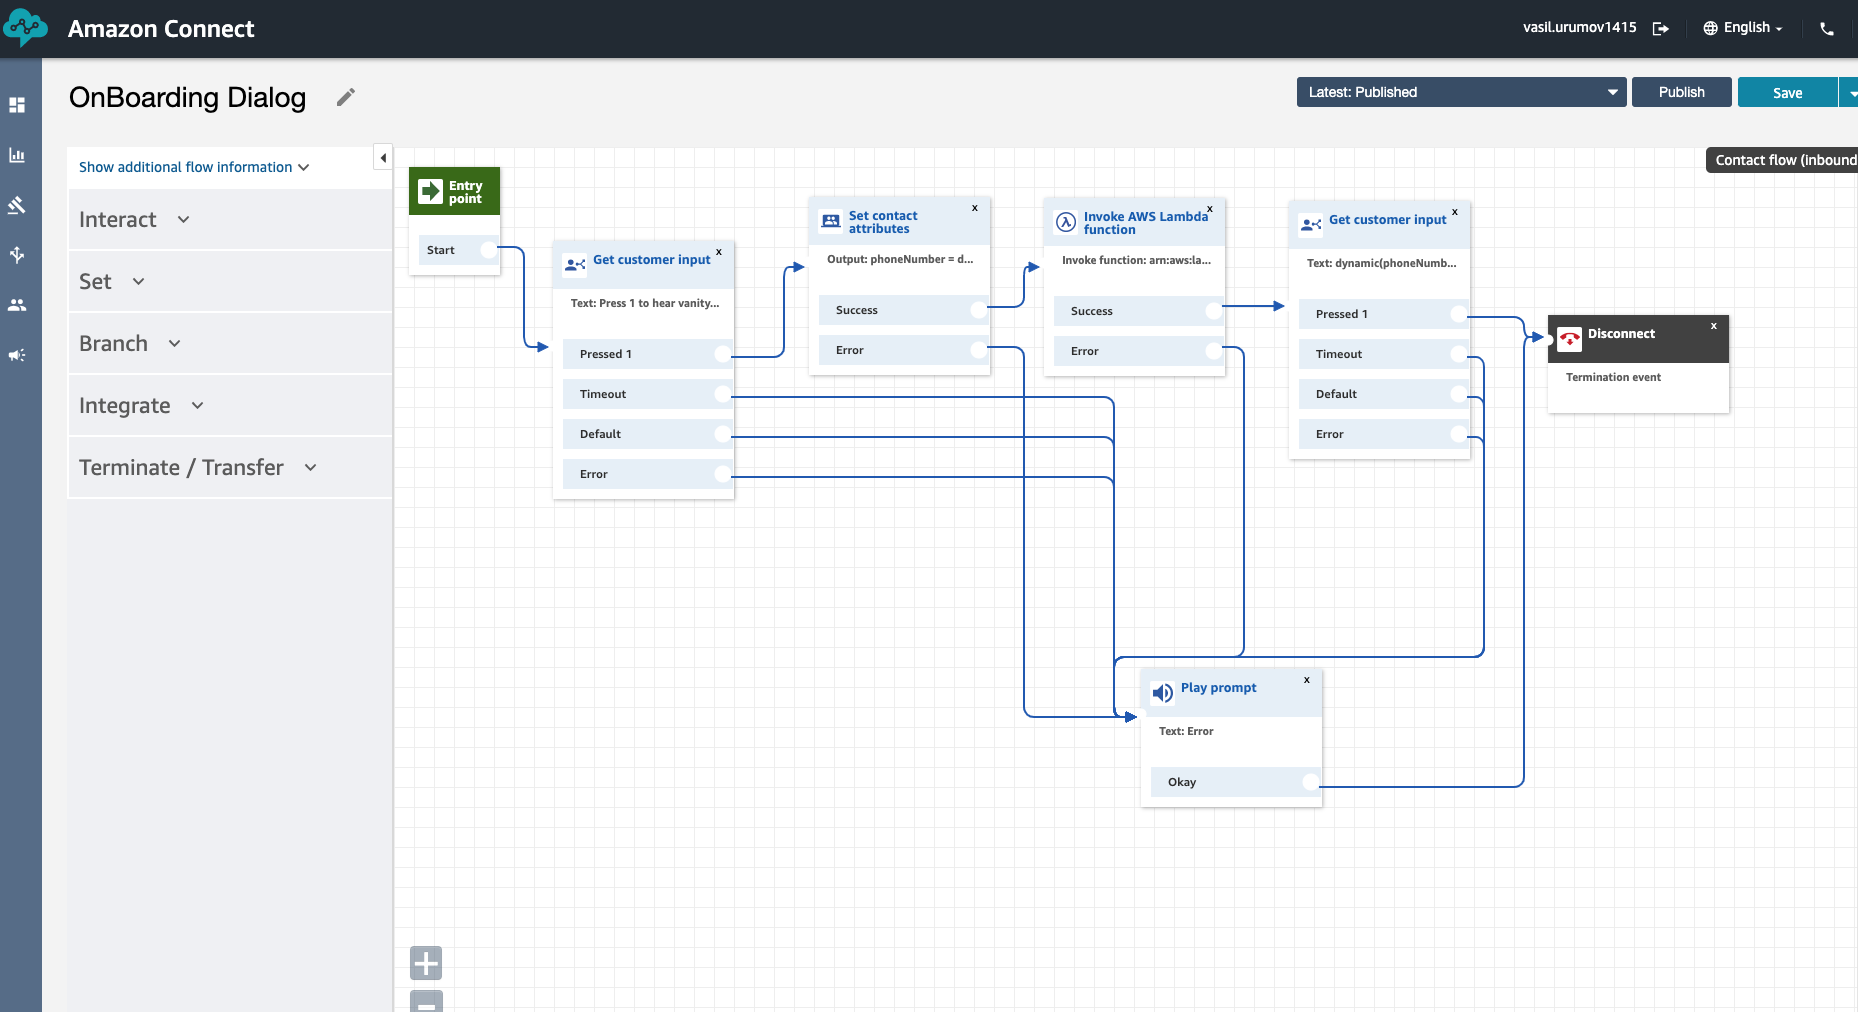 Amazon Connect
vasil.urumov1415
English
OnBoarding Dialog
Latest: Published
Publish
Save
Show additional flow information
Contact flow (inbound
Interact
Set
Branch
Integrate
Terminate / Transfer
Entry
point
Start
Get customer input
x
Text: Press 1 to hear vanity...
Pressed 1
Timeout
Default
Error
Set contact
attributes
x
Output: phoneNumber = d...
Success
Error
Invoke AWS Lambda
function
x
Invoke function: arn:aws:la...
Success
Error
Get customer input
x
Text: dynamic(phoneNumb...
Pressed 1
Timeout
Default
Error
Disconnect
x
Termination event
Play prompt
x
Text: Error
Okay